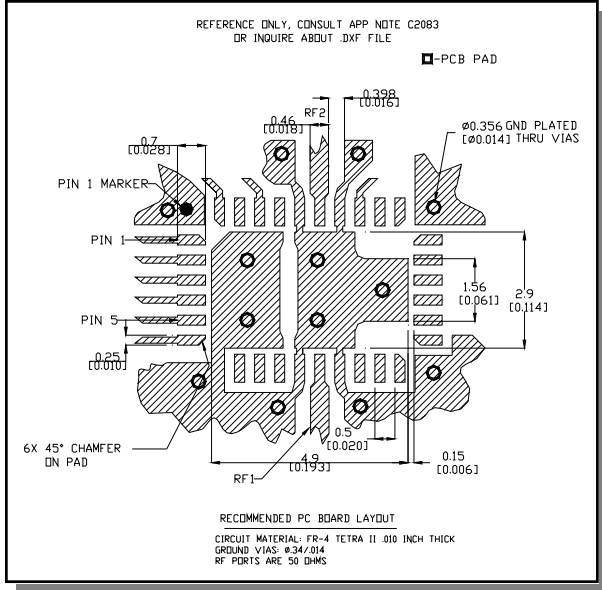 REFERENCE ONLY, CONSULT APP NOTE C2083
OR INQUIRE ABOUT .DXF FILE
-PCB PAD
0.398
[0.016]
RF2
0.46
[0.018]
Ø0.356 GND PLATED
[Ø0.014] THRU VIAS
0.7
[0.028]
PIN 1 MARKER
PIN 1
1.56
[0.061]
2.9
[0.114]
PIN 5
0.25
[0.010]
0.5
[0.020]
6X 45° CHAMFER
ON PAD
4.9
[0.193]
0.15
[0.006]
RF1
RECOMMENDED PC BOARD LAYOUT
CIRCUIT MATERIAL: FR-4 TETRA II .010 INCH THICK
GROUND VIAS: Ø.34/.014
RF PORTS ARE 50 OHMS